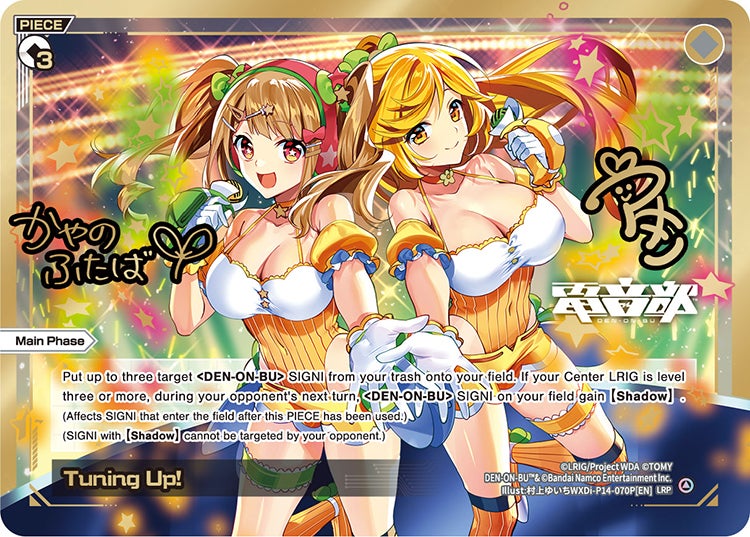 PIECE
3
かやの
ふたば
電音部
DEN-ON-BU
Main Phase
Put up to three target <DEN-ON-BU> SIGNI from your trash onto your field. If your Center LRIG is level
three or more, during your opponent's next turn, <DEN-ON-BU> SIGNI on your field gain【Shadow】.
(Affects SIGNI that enter the field after this PIECE has been used.)
(SIGNI with【Shadow】cannot be targeted by your opponent.)
Tuning Up!
©LRIG/Project WDA ©TOMY
DEN-ON-BU™& ©Bandai Namco Entertainment Inc.
Illust:村上ゆいち WXDi-P14-070P[EN] LRP